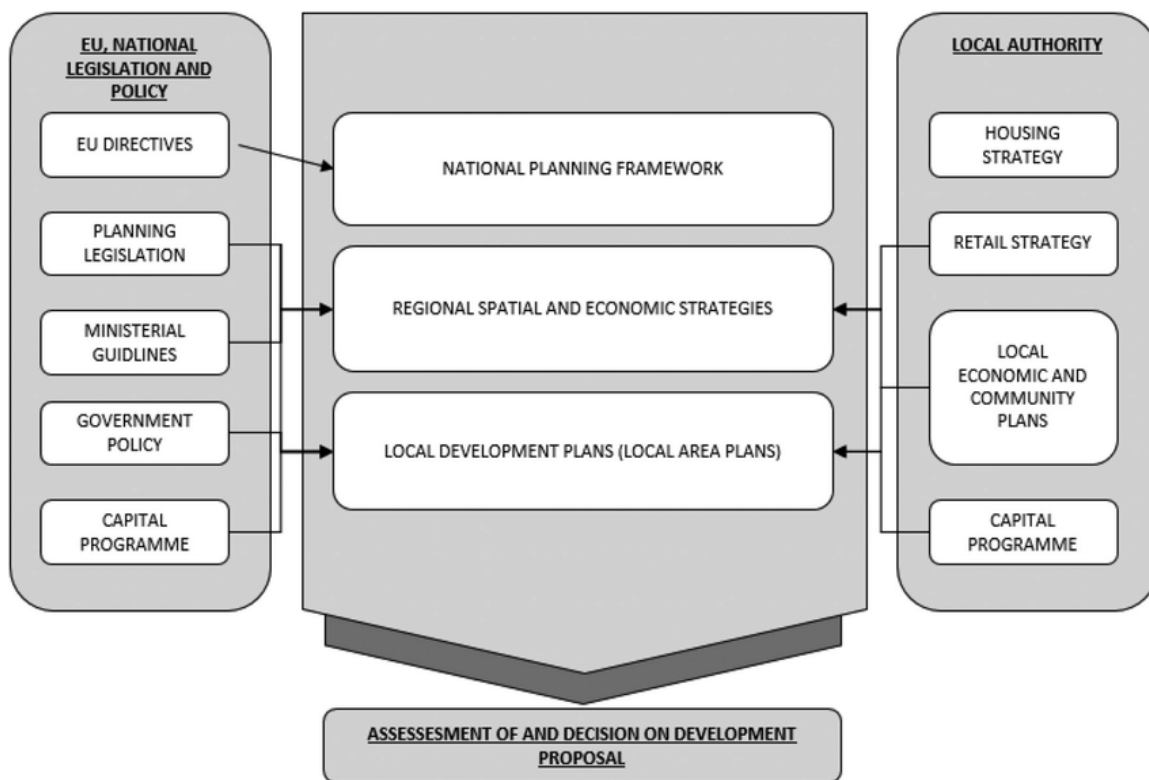 EU, NATIONAL
LEGISLATION AND
POLICY
EU DIRECTIVES
PLANNING
LEGISLATION
MINISTERIAL
GUIDLINES
GOVERNMENT
POLICY
CAPITAL
PROGRAMME
NATIONAL PLANNING FRAMEWORK
REGIONAL SPATIAL AND ECONOMIC STRATEGIES
LOCAL DEVELOPMENT PLANS (LOCAL AREA PLANS)
LOCAL AUTHORITY
HOUSING
STRATEGY
RETAIL STRATEGY
LOCAL
ECONOMIC AND
COMMUNITY
PLANS
CAPITAL
PROGRAMME
ASSESSESMENT OF AND DECISION ON DEVELOPMENT
PROPOSAL